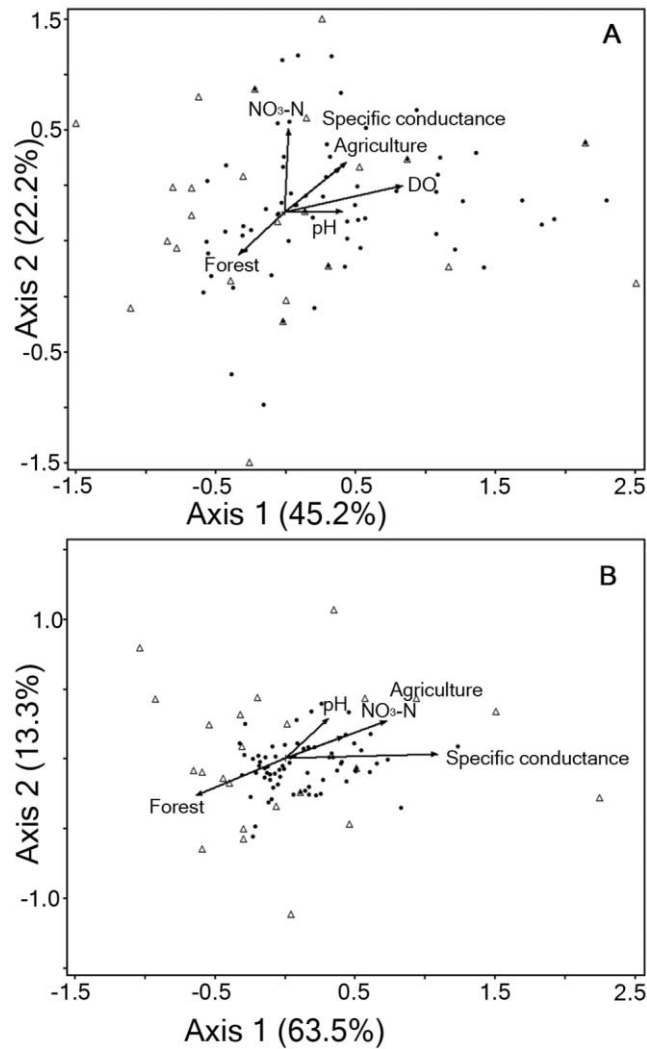 A
1.5
0.5
-0.5
-1.5
Axis 2 (22.2%)
NO3-N
Specific conductance
Agriculture
DO
pH
Forest
-1.5
-0.5
0.5
1.5
2.5
Axis 1 (45.2%)
B
1.0
-1.0
Axis 2 (13.3%)
Agriculture
pH
NO3-N
Specific conductance
Forest
-1.5
-0.5
0.5
1.5
2.5
Axis 1 (63.5%)